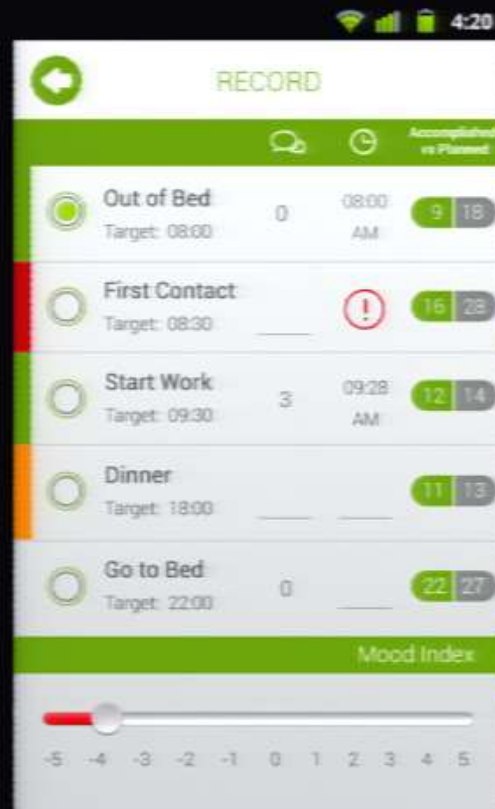 4:20
RECORD
Accomplished
vs Planned
Out of Bed
Target: 08:00
0
08:00
AM
9 18
First Contact
Target: 08:30
!
16 28
Start Work
Target: 09:30
3
09:28
AM
12 14
Dinner
Target: 18:00
11 13
Go to Bed
Target: 22:00
0
22 27
Mood Index
-5 -4 -3 -2 -1 0 1 2 3 4 5